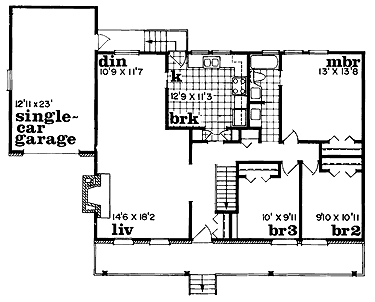 din
10'9 x 11'7
k
12'9 x 11'3
brk
mbr
13' x 13'8
12'11 x 23'
single-
car
garage
14'6 x 18'2
liv
10' x 9'11
br3
9'10 x 10'11
br2